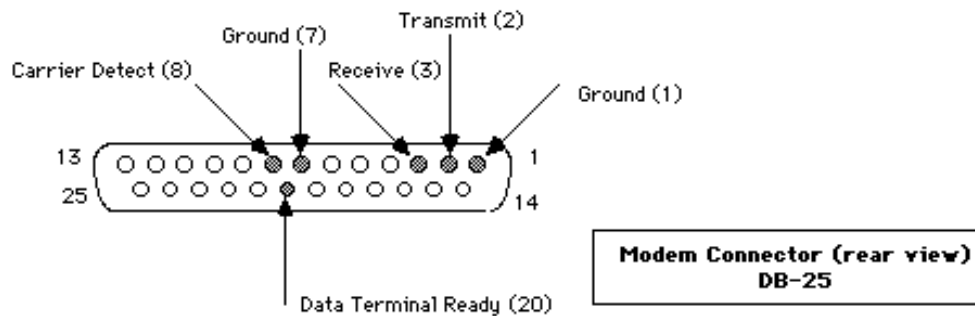 Transmit (2)
Ground (7)
Carrier Detect (8)
Receive (3)
Ground (1)
13
1
25
14
Modem Connector (rear view)
DB-25
Data Terminal Ready (20)